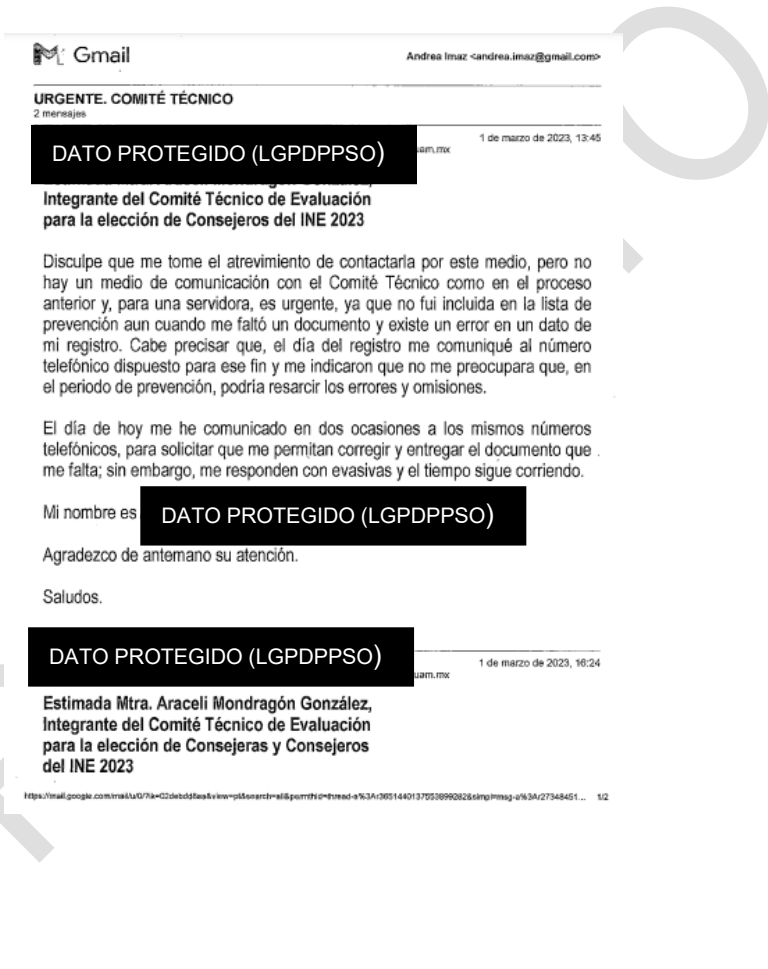 Gmail
Andrea Imaz <andrea.imaz@gmail.com>
URGENTE. COMITÉ TÉCNICO
2 mensajes
DATO PROTEGIDO (LGPDPPSO)
1 de marzo de 2023, 13:45
uam.mx
Estimada Mtra. Araceli Mondragón González,
Integrante del Comité Técnico de Evaluación
para la elección de Consejeros del INE 2023
Disculpe que me tome el atrevimiento de contactarla por este medio, pero no
hay un medio de comunicación con el Comité Técnico como en el proceso
anterior y, para una servidora, es urgente, ya que no fui incluida en la lista de
prevención aun cuando me faltó un documento y existe un error en un dato de
mi registro. Cabe precisar que, el día del registro me comuniqué al número
telefónico dispuesto para ese fin y me indicaron que no me preocupara que, en
el periodo de prevención, podría resarcir los errores y omisiones.
El día de hoy me he comunicado en dos ocasiones a los mismos números
telefónicos, para solicitar que me permitan corregir y entregar el documento que
me falta; sin embargo, me responden con evasivas y el tiempo sigue corriendo.
Mi nombre es DATO PROTEGIDO (LGPDPPSO)
Agradezco de antemano su atención.
Saludos.
DATO PROTEGIDO (LGPDPPSO)
1 de marzo de 2023, 16:24
uam.mx
Estimada Mtra. Araceli Mondragón González,
Integrante del Comité Técnico de Evaluación
para la elección de Consejeras y Consejeros
del INE 2023
1/2